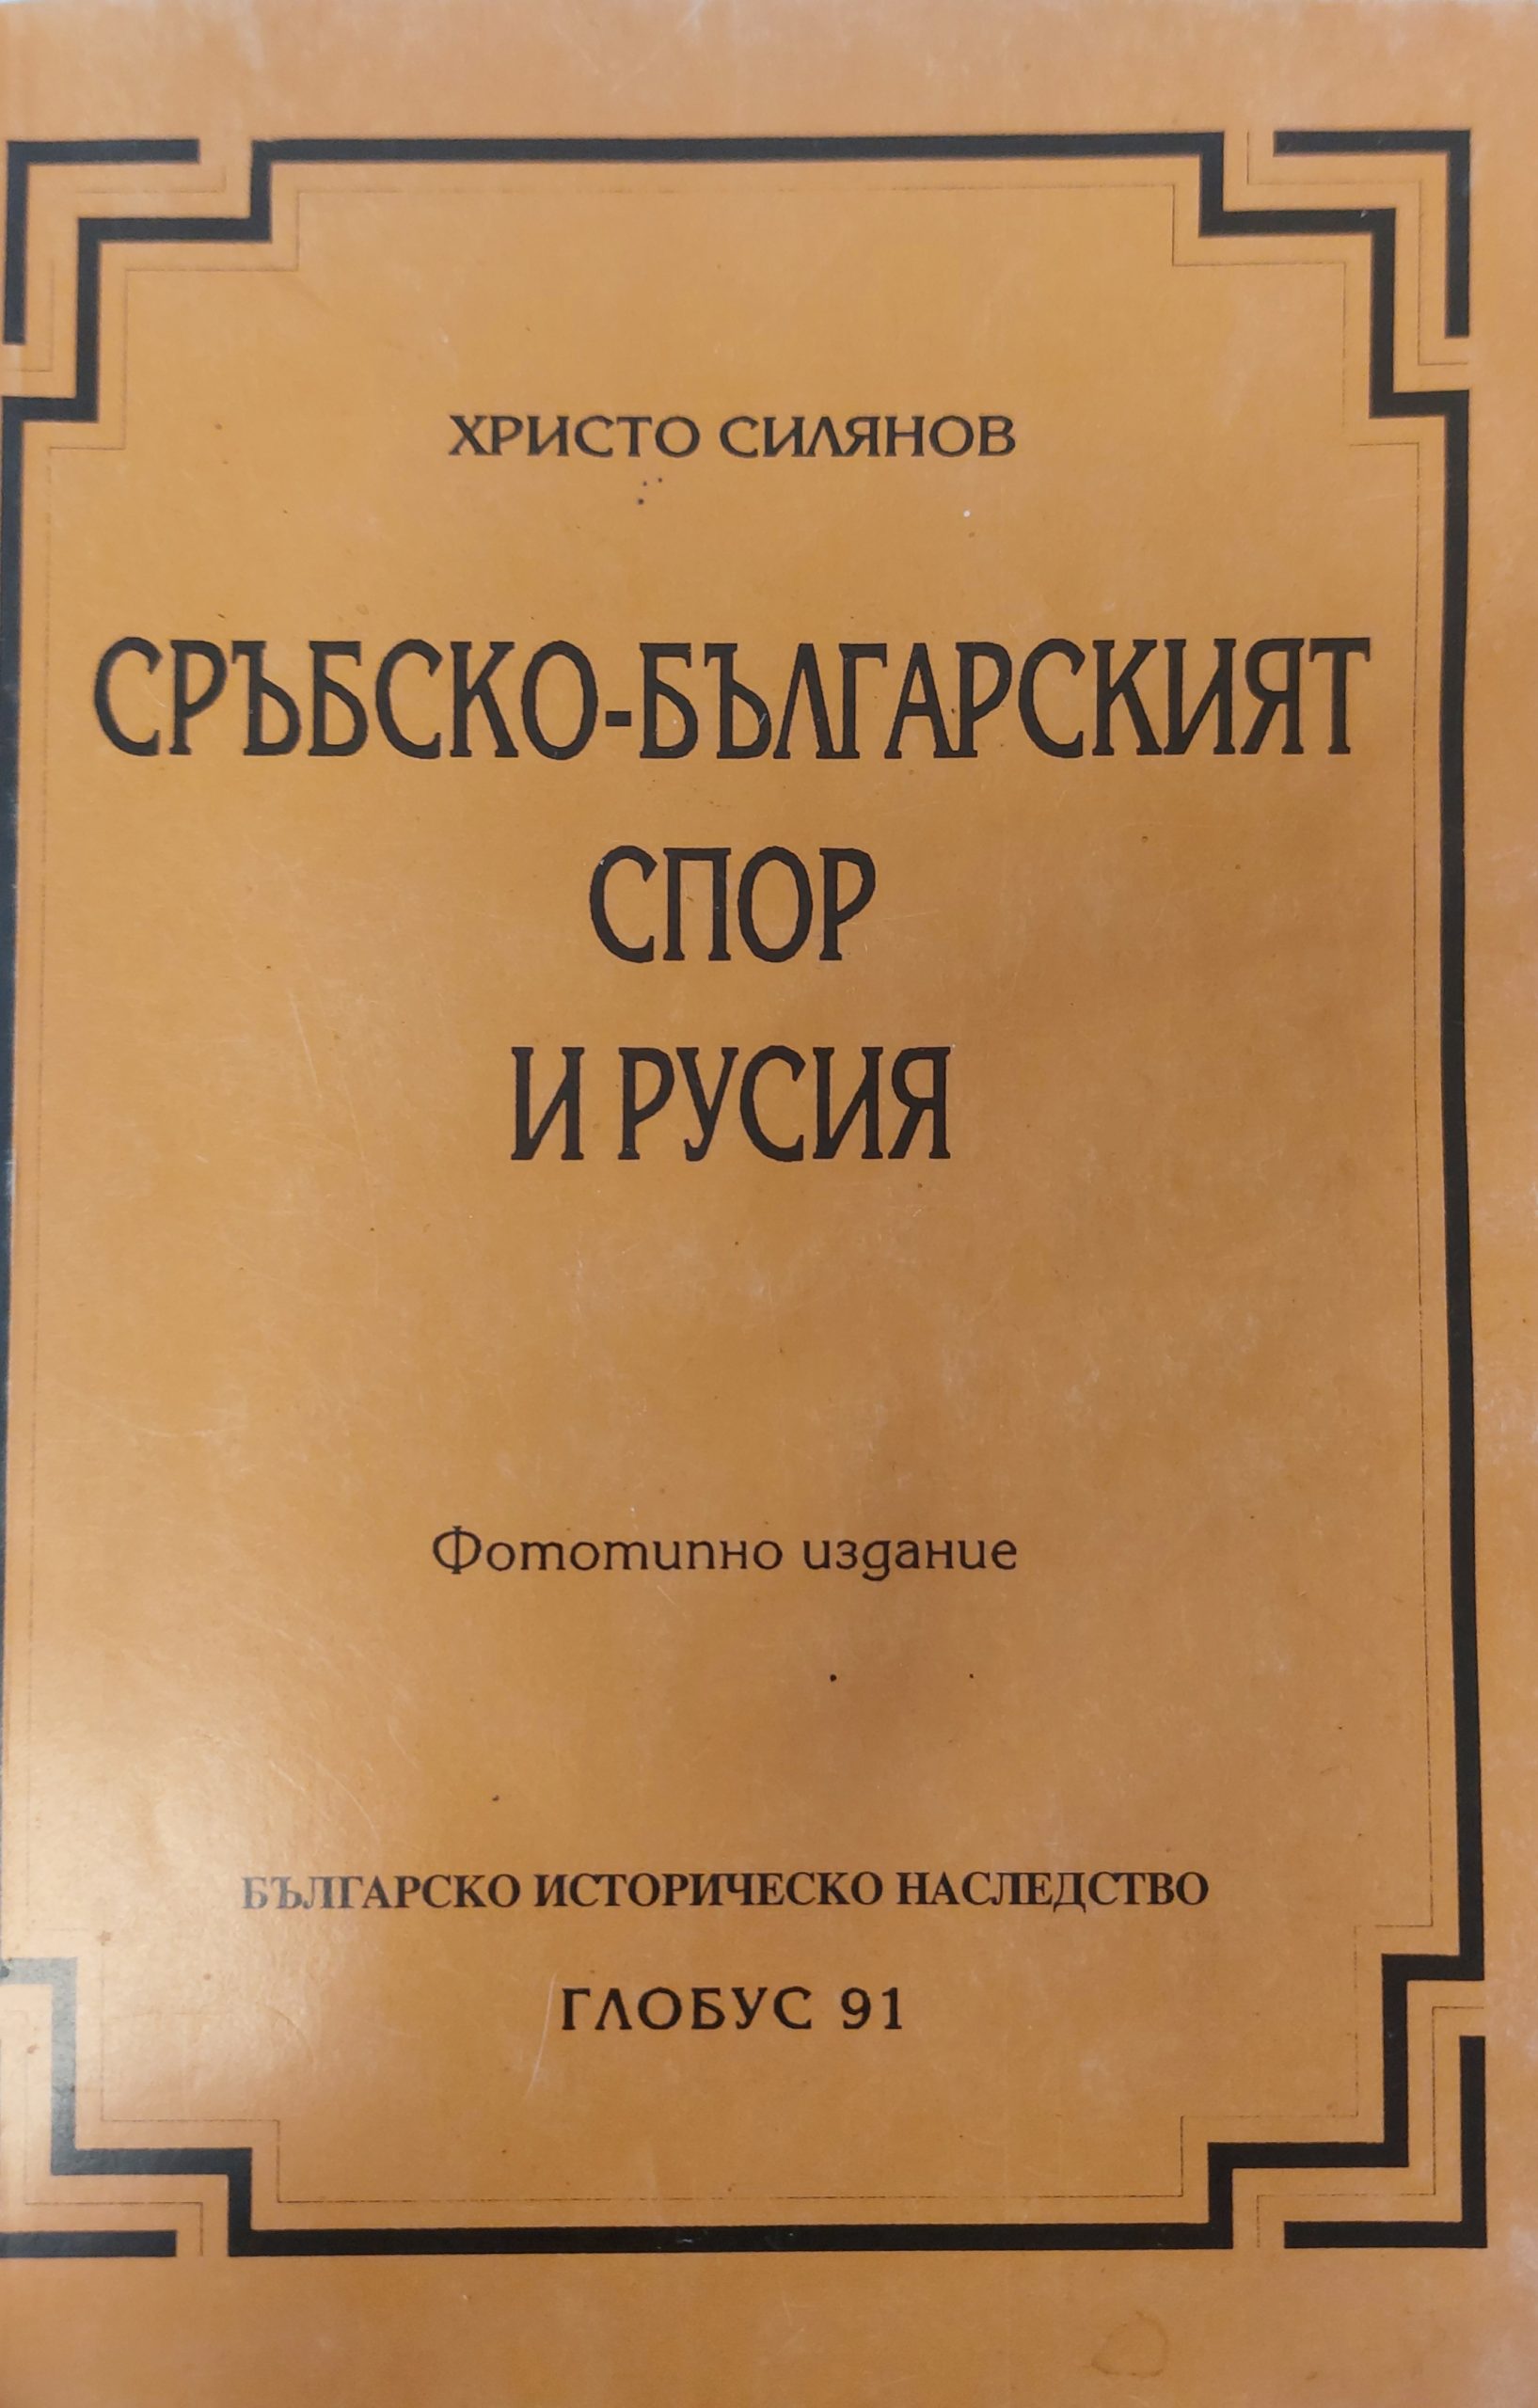 ХРИСТО СИЛЯНОВ
СРЪБСКО-БЪЛГАРСКИЯТ
СПОР
И РУСИЯ
Фототипно издание
БЪЛГАРСКО ИСТОРИЧЕСКО НАСЛЕДСТВО
ГЛОБУС 91